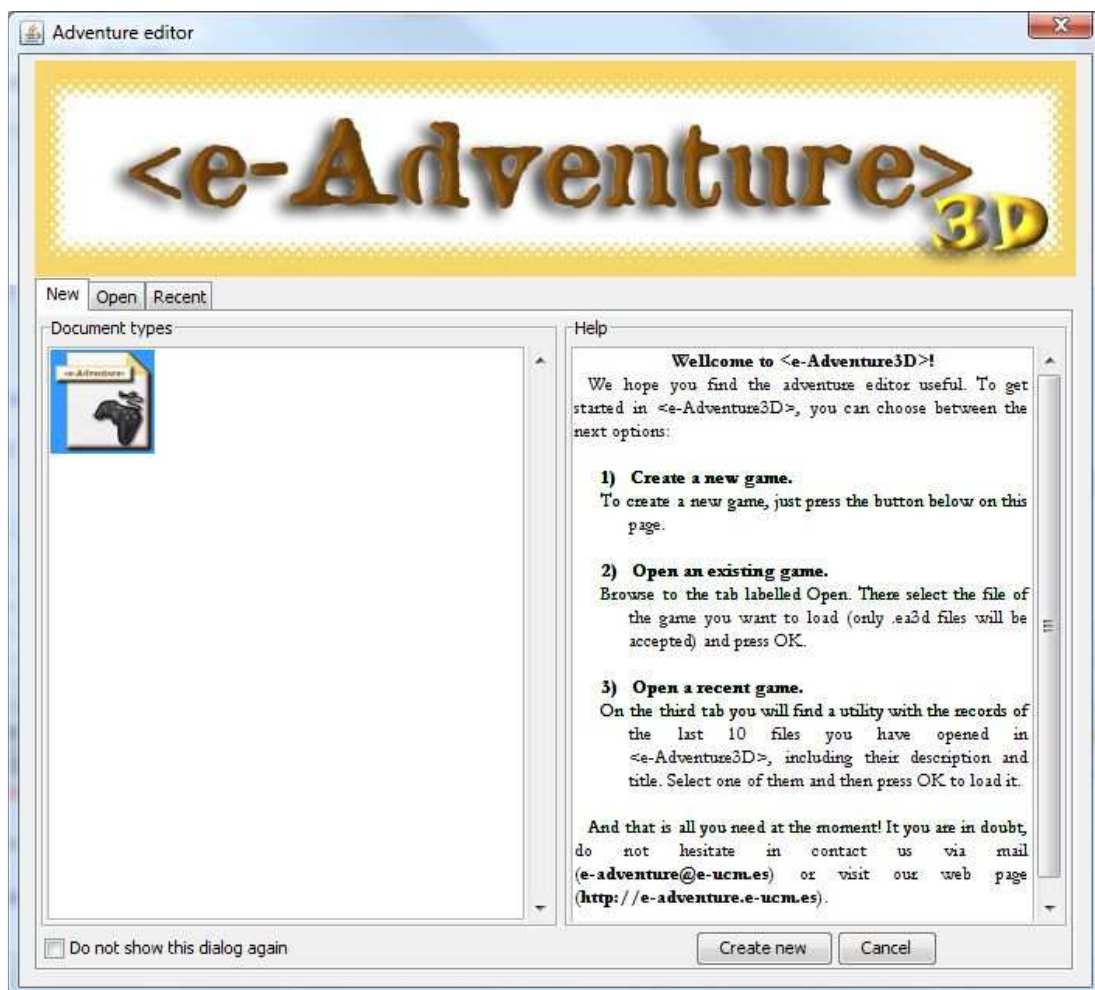 Adventure editor
<e-Adventure>
3D
New Open Recent
Document types
<e-Adventure>
Help
Wellcome to <e-Adventure3D>!
We hope you find the adventure editor useful. To get
started in <e-Adventure3D>, you can choose between the
next options:
1) Create a new game.
To create a new game, just press the button below on this
page.
2) Open an existing game.
Browse to the tab labelled Open. There select the file of
the game you want to load (only .ea3d files will be
accepted) and press OK.
3) Open a recent game.
On the third tab you will find a utility with the records of
the last 10 files you have opened in
<e-Adventure3D>, including their description and
title. Select one of them and then press OK to load it.
And that is all you need at the moment! It you are in doubt,
do not hesitate in contact us via mail
(e-adventure@e-ucm.es) or visit our web page
(http://e-adventure.e-ucm.es).
Do not show this dialog again
Create new Cancel